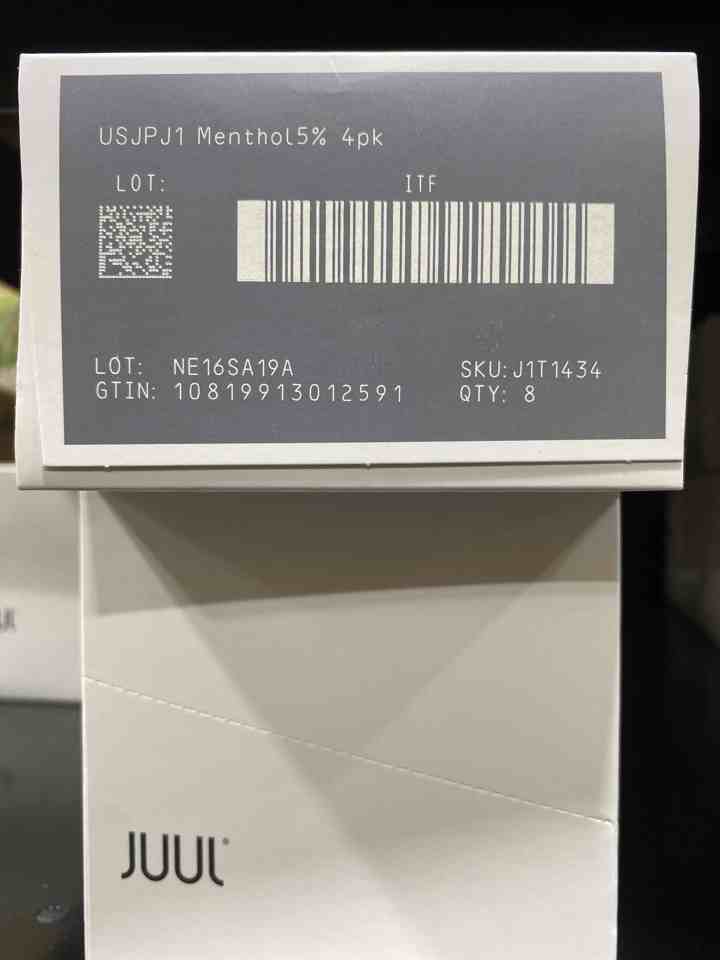 USJPJ1 Menthol5% 4pk
LOT:
ITF
LOT: NE16SA19A
SKU:J1T1434
GTIN: 10819913012591
QTY: 8
JUUL